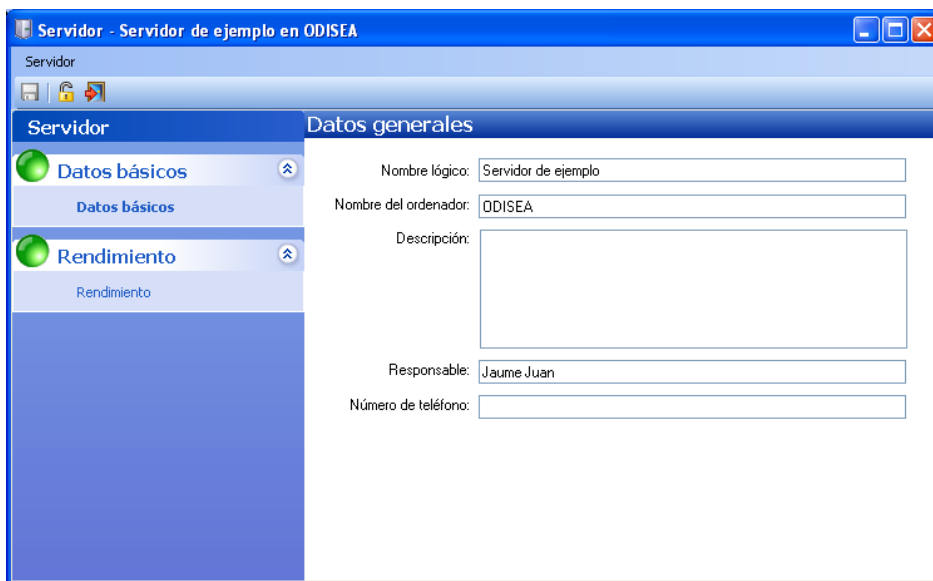 Servidor - Servidor de ejemplo en ODISEA
Servidor
Servidor
Datos generales
Datos básicos
Datos básicos
Rendimiento
Rendimiento
Nombre lógico: Servidor de ejemplo
Nombre del ordenador: ODISEA
Descripción:
Responsable: Jaume Juan
Número de teléfono: